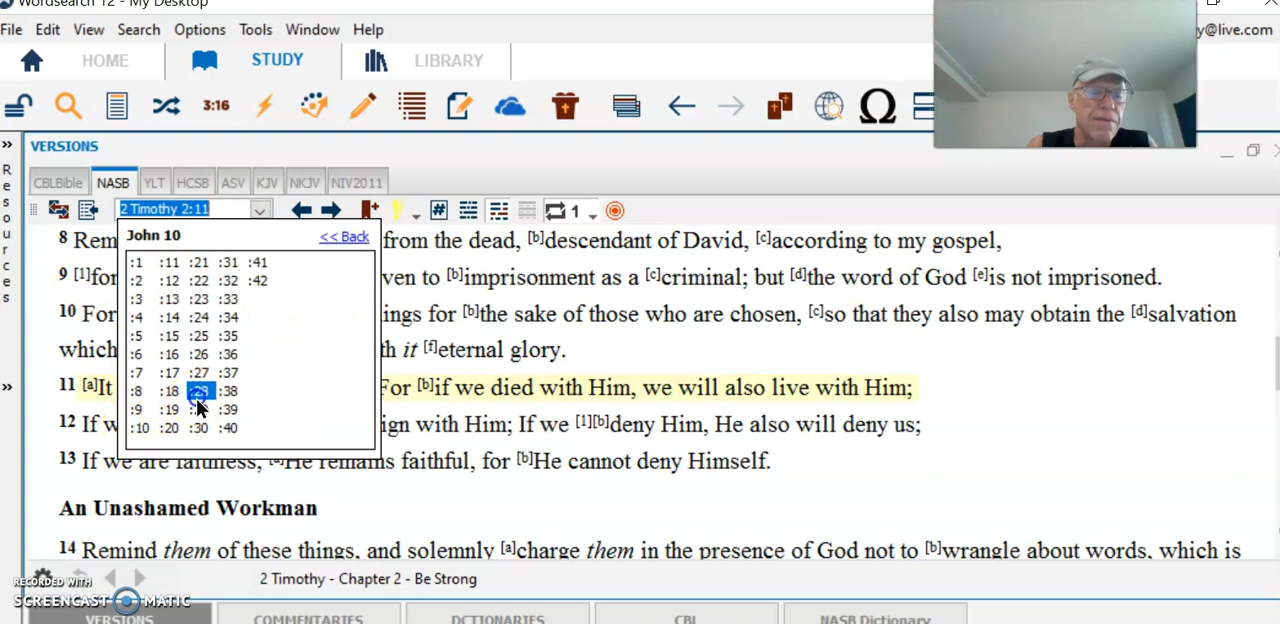 Wordsearch 12 - My Desktop
File Edit View Search Options Tools Window Help y@live.com
HOME STUDY LIBRARY
3:16
VERSIONS
CBLBible NASB YLT HCSB ASV KJV NKJV NIV2011
2 Timothy 2:11 # 1
Resources
John 10 << Back
:1 :11 :21 :31 :41
:2 :12 :22 :32 :42
:3 :13 :23 :33
:4 :14 :24 :34
:5 :15 :25 :35
:6 :16 :26 :36
:7 :17 :27 :37
:8 :18 :28 :38
:9 :19 :39
:10 :20 :30 :40
8 Rem from the dead, [b]descendant of David, [c]according to my gospel,
9 [1]for ven to [b]imprisonment as a [c]criminal; but [d]the word of God [e]is not imprisoned.
10 For ings for [b]the sake of those who are chosen, [c]so that they also may obtain the [d]salvation
which h it [f]eternal glory.
11 [a]It For [b]if we died with Him, we will also live with Him;
12 If w ign with Him; If we [1][b]deny Him, He also will deny us;
13 If we are faithless, [a]He remains faithful, for [b]He cannot deny Himself.
An Unashamed Workman
14 Remind them of these things, and solemnly [a]charge them in the presence of God not to [b]wrangle about words, which is
2 Timothy - Chapter 2 - Be Strong
RECORDED WITH
SCREENCAST MATIC
VERSIONS COMMENTARIES DCTIONARIES CBL NASB Dictionary